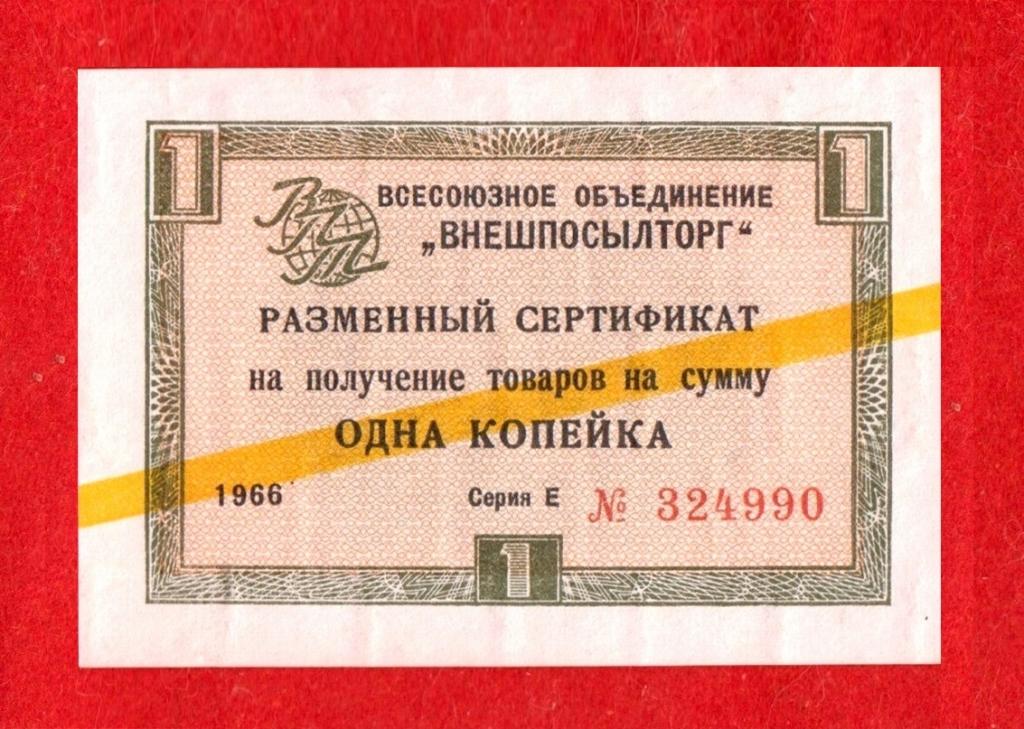 1 1
ВПТ
ВСЕСОЮЗНОЕ ОБЪЕДИНЕНИЕ
„ВНЕШПОСЫЛТОРГ“
РАЗМЕННЫЙ СЕРТИФИКАТ
на получение товаров на сумму
ОДНА КОПЕЙКА
1966 Серия Е № 324990
1